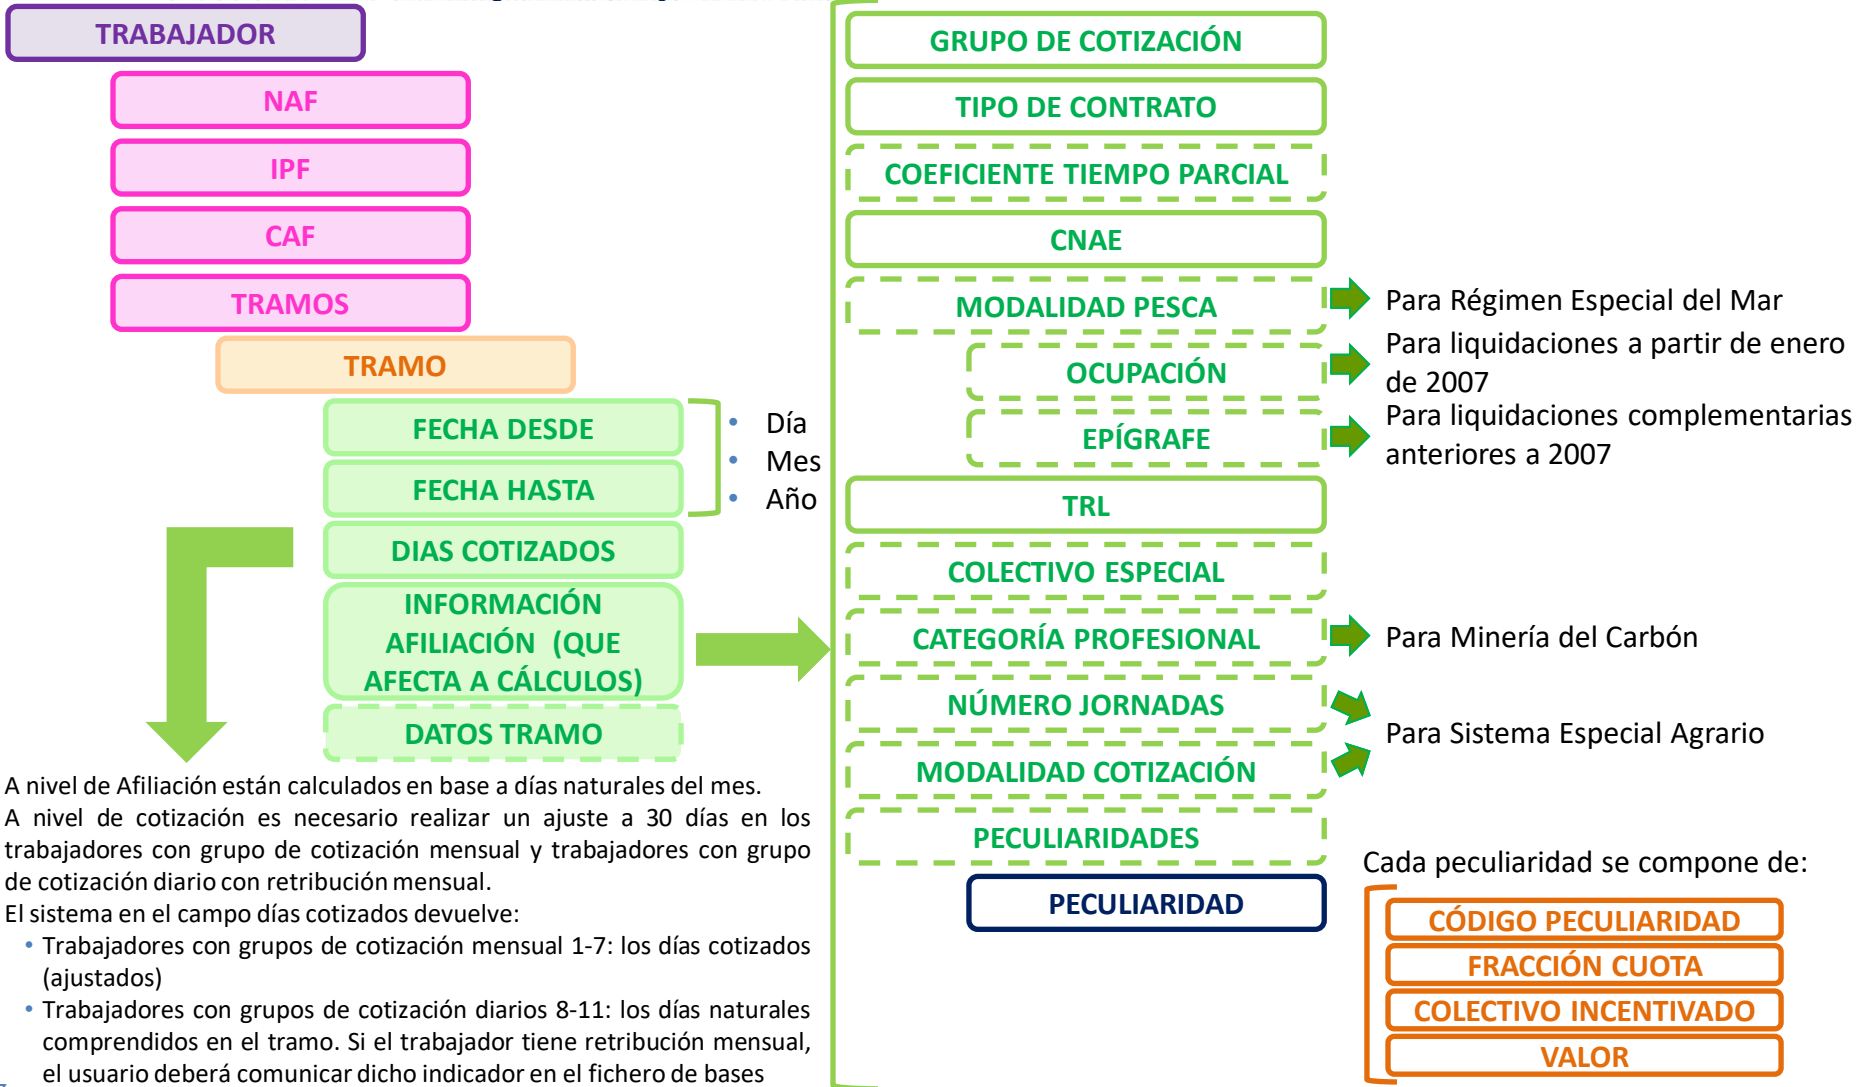 TRABAJADOR
NAF
IPF
CAF
TRAMOS
TRAMO
FECHA DESDE
FECHA HASTA
• Día
• Mes
• Año
DIAS COTIZADOS
INFORMACIÓN
AFILIACIÓN (QUE
AFECTA A CÁLCULOS)
DATOS TRAMO
A nivel de Afiliación están calculados en base a días naturales del mes.
A nivel de cotización es necesario realizar un ajuste a 30 días en los
trabajadores con grupo de cotización mensual y trabajadores con grupo
de cotización diario con retribución mensual.
El sistema en el campo días cotizados devuelve:
• Trabajadores con grupos de cotización mensual 1-7: los días cotizados
(ajustados)
• Trabajadores con grupos de cotización diarios 8-11: los días naturales
comprendidos en el tramo. Si el trabajador tiene retribución mensual,
el usuario deberá comunicar dicho indicador en el fichero de bases
GRUPO DE COTIZACIÓN
TIPO DE CONTRATO
COEFICIENTE TIEMPO PARCIAL
CNAE
MODALIDAD PESCA
Para Régimen Especial del Mar
OCUPACIÓN
Para liquidaciones a partir de enero
de 2007
EPÍGRAFE
Para liquidaciones complementarias
anteriores a 2007
TRL
COLECTIVO ESPECIAL
CATEGORÍA PROFESIONAL
Para Minería del Carbón
NÚMERO JORNADAS
MODALIDAD COTIZACIÓN
Para Sistema Especial Agrario
PECULIARIDADES
PECULIARIDAD
Cada peculiaridad se compone de:
CÓDIGO PECULIARIDAD
FRACCIÓN CUOTA
COLECTIVO INCENTIVADO
VALOR